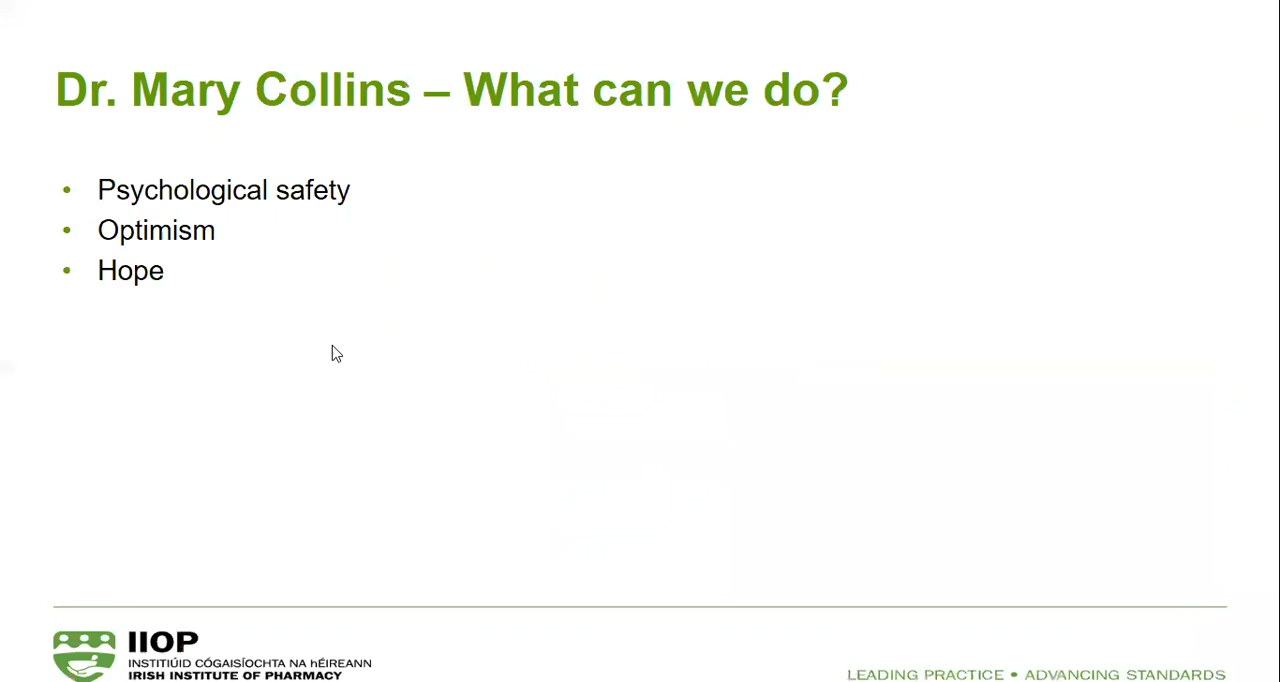 Dr. Mary Collins – What can we do?
• Psychological safety
• Optimism
• Hope
IIOP
INSTITIÚID CÓGAISÍOCHTA NA hÉIREANN
IRISH INSTITUTE OF PHARMACY
LEADING PRACTICE • ADVANCING STANDARDS